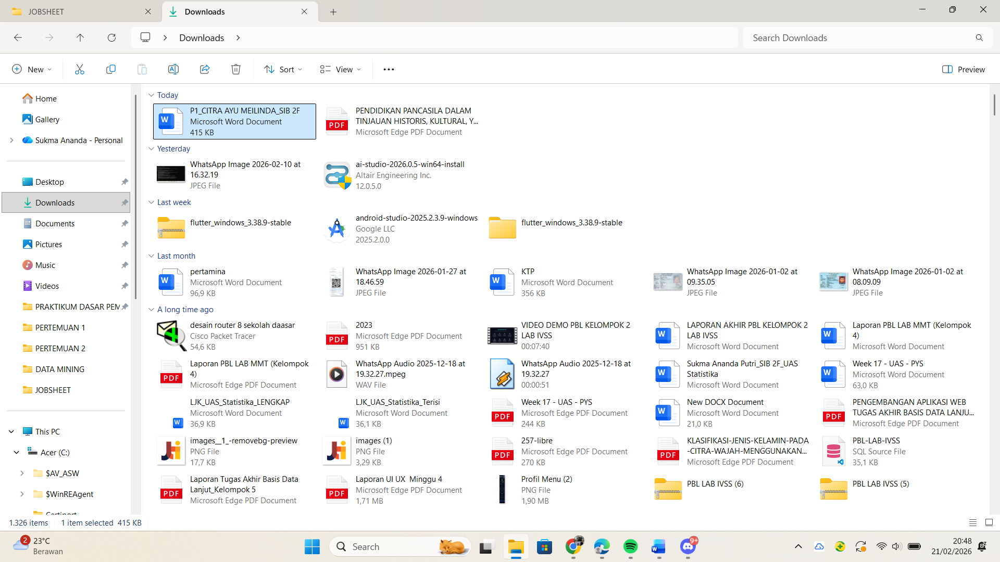 JOBSHEET
Downloads
Downloads
Search Downloads
New
Sort
View
Preview
Home
Gallery
Sukma Ananda - Personal
Desktop
Downloads
Documents
Pictures
Music
Videos
PRAKTIKUM DASAR PEM
PERTEMUAN 1
PERTEMUAN 2
DATA MINING
JOBSHEET
This PC
Acer (C:)
$AV_ASW
$WinREAgent
Today
P1_CITRA AYU MEILINDA_SIB 2F
Microsoft Word Document
415 KB
PENDIDIKAN PANCASILA DALAM
TINJAUAN HISTORIS, KULTURAL, Y...
Microsoft Edge PDF Document
Yesterday
WhatsApp Image 2026-02-10 at
16.32.19
JPEG File
ai-studio-2026.0.5-win64-install
Altair Engineering Inc.
12.0.5.0
Last week
flutter_windows_3.38.9-stable
android-studio-2025.2.3.9-windows
Google LLC
2025.2.0.0
flutter_windows_3.38.9-stable
Last month
pertamina
Microsoft Word Document
96,9 KB
WhatsApp Image 2026-01-27 at
18.46.59
JPEG File
KTP
Microsoft Word Document
356 KB
WhatsApp Image 2026-01-02 at
09.35.05
JPEG File
WhatsApp Image 2026-01-02 at
08.09.09
JPEG File
A long time ago
desain router 8 sekolah daasar
Cisco Packet Tracer
54,6 KB
2023
Microsoft Edge PDF Document
951 KB
VIDEO DEMO PBL KELOMPOK 2
LAB IVSS
00:07:40
LAPORAN AKHIR PBL KELOMPOK 2
LAB IVSS
Microsoft Word Document
Laporan PBL LAB MMT (Kelompok
4)
Microsoft Word Document
Laporan PBL LAB MMT (Kelompok
4)
Microsoft Edge PDF Document
WhatsApp Audio 2025-12-18 at
19.32.27.mpeg
WAV File
WhatsApp Audio 2025-12-18 at
19.32.27
00:00:51
Sukma Ananda Putri_SIB 2F_UAS
Statistika
Microsoft Word Document
Week 17 - UAS - PYS
Microsoft Word Document
63,0 KB
LJK_UAS_Statistika_LENGKAP
Microsoft Word Document
36,9 KB
LJK_UAS_Statistika_Terisi
Microsoft Word Document
36,1 KB
Week 17 - UAS - PYS
Microsoft Edge PDF Document
244 KB
New DOCX Document
Microsoft Word Document
21,0 KB
PENGEMBANGAN APLIKASI WEB
TUGAS AKHIR BASIS DATA LANJU...
Microsoft Edge PDF Document
images__1_-removebg-preview
PNG File
17,7 KB
images (1)
PNG File
3,29 KB
257-libre
Microsoft Edge PDF Document
270 KB
KLASIFIKASI-JENIS-KELAMIN-PADA
-CITRA-WAJAH-MENGGUNAKAN...
Microsoft Edge PDF Document
PBL-LAB-IVSS
SQL Source File
35,1 KB
Laporan Tugas Akhir Basis Data
Lanjut_Kelompok 5
Microsoft Edge PDF Document
Laporan UI UX  Minggu 4
Microsoft Edge PDF Document
1,71 MB
Profil Menu (2)
PNG File
1,90 MB
PBL LAB IVSS (6)
PBL LAB IVSS (5)
1.326 items
1 item selected  415 KB
2
23°C
Berawan
Search
9+
20:48
21/02/2026